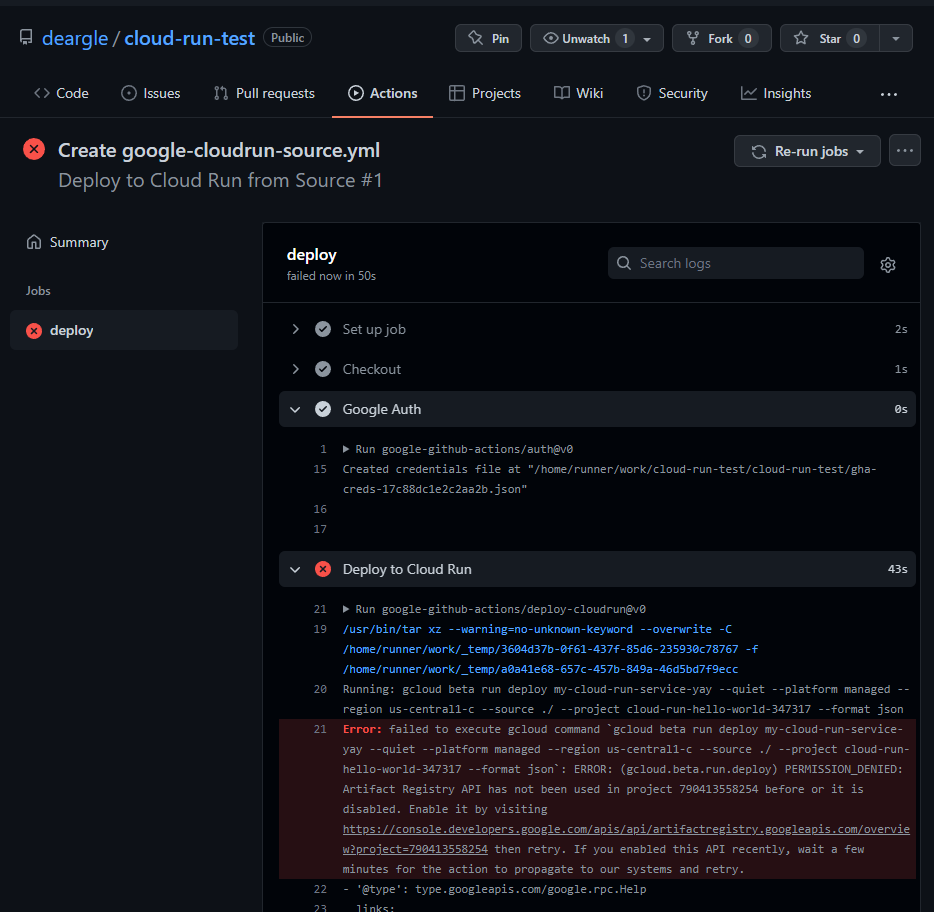 deargle / cloud-run-test Public Pin Unwatch 1 Fork 0 Star 0
Code Issues Pull requests Actions Projects Wiki Security Insights ...
Create google-cloudrun-source.yml
Deploy to Cloud Run from Source #1
Re-run jobs ...
Summary
Jobs
deploy
deploy
failed now in 50s
Search logs
Set up job 2s
Checkout 1s
Google Auth 0s
1 Run google-github-actions/auth@v0
15 Created credentials file at "/home/runner/work/cloud-run-test/cloud-run-test/gha-
creds-17c88dc1e2c2aa2b.json"
16
17
Deploy to Cloud Run 43s
21 Run google-github-actions/deploy-cloudrun@v0
19 /usr/bin/tar xz --warning=no-unknown-keyword --overwrite -C
/home/runner/work/_temp/3604d37b-0f61-437f-85d6-235930c78767 -f
/home/runner/work/_temp/a0a41e68-657c-457b-849a-46d5bd7f9ecc
20 Running: gcloud beta run deploy my-cloud-run-service-yay --quiet --platform managed --
region us-central1-c --source ./ --project cloud-run-hello-world-347317 --format json
21 Error: failed to execute gcloud command `gcloud beta run deploy my-cloud-run-service-
yay --quiet --platform managed --region us-central1-c --source ./ --project cloud-run-
hello-world-347317 --format json`: ERROR: (gcloud.beta.run.deploy) PERMISSION_DENIED:
Artifact Registry API has not been used in project 790413558254 before or it is
disabled. Enable it by visiting
https://console.developers.google.com/apis/api/artifactregistry.googleapis.com/overvie
w?project=790413558254 then retry. If you enabled this API recently, wait a few
minutes for the action to propagate to our systems and retry.
22 - '@type': type.googleapis.com/google.rpc.Help
23 links: